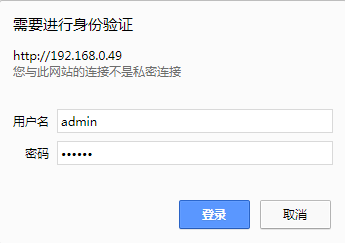 需要进行身份验证
http://192.168.0.49
您与此网站的连接不是私密连接
用户名 admin
密码 ••••••
登录 取消